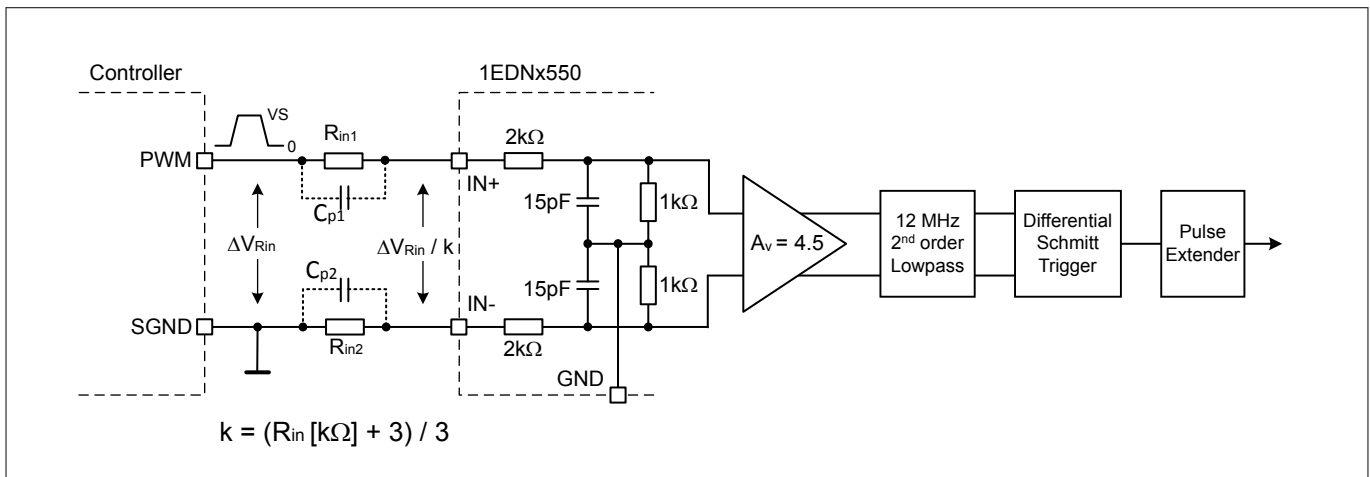 Controller
1EDNx550
VS
0
Rin1
2kΩ
PWM
IN+
Cp1
15pF
1kΩ
ΔVRin
ΔVRin / k
Av = 4.5
12 MHz
2nd order
Lowpass
Differential
Schmitt
Trigger
Pulse
Extender
Cp2
15pF
1kΩ
IN-
SGND
Rin2
2kΩ
GND
k = (Rin [kΩ] + 3) / 3